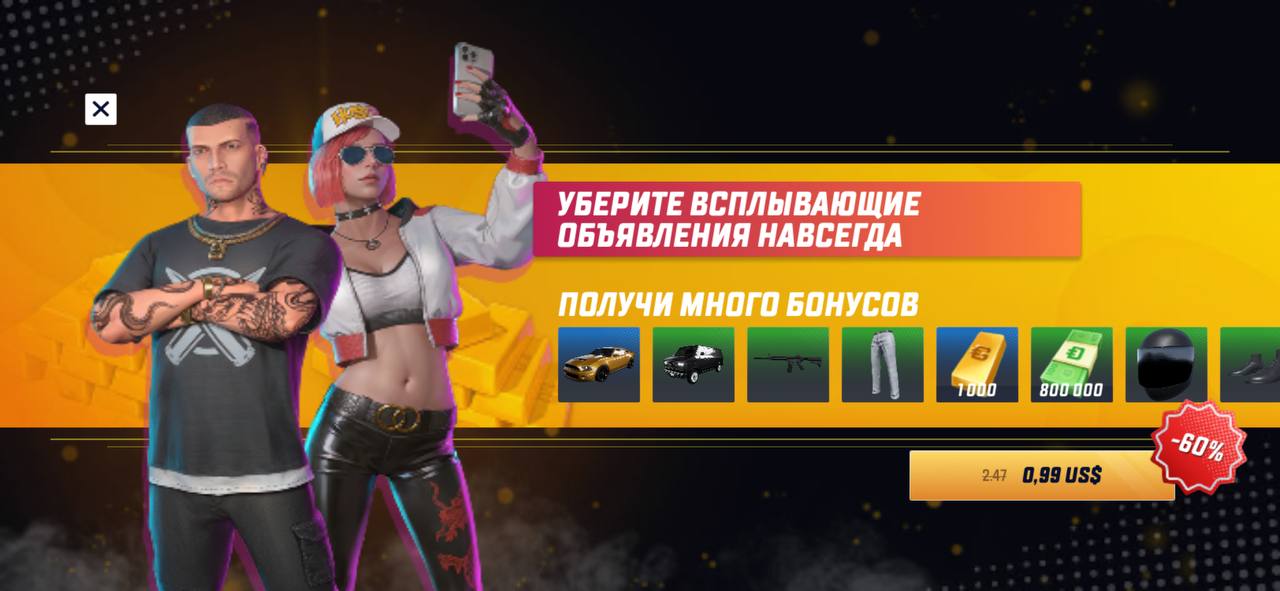 УБЕРИТЕ ВСПЛЫВАЮЩИЕ
ОБЪЯВЛЕНИЯ НАВСЕГДА
ПОЛУЧИ МНОГО БОНУСОВ
1000
800 000
-60%
2.47 0,99 US$